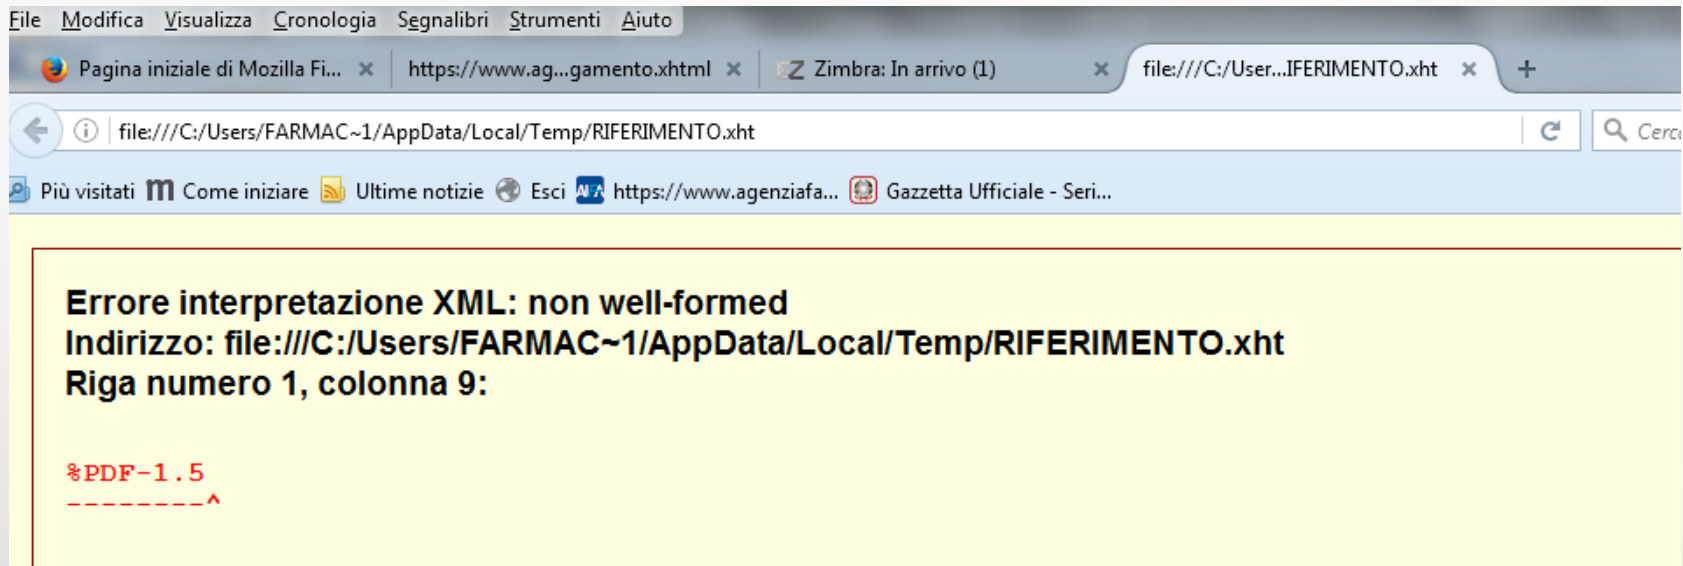 File Modifica Visualizza Cronologia Segnalibri Strumenti Aiuto
Pagina iniziale di Mozilla Fi... × https://www.ag...gamento.xhtml × Zimbra: In arrivo (1) × file:///C:/User...IFERIMENTO.xht × +
file:///C:/Users/FARMAC~1/AppData/Local/Temp/RIFERIMENTO.xht
Più visitati Come iniziare Ultime notizie Esci https://www.agenziafa... Gazzetta Ufficiale - Seri...
Errore interpretazione XML: non well-formed
Indirizzo: file:///C:/Users/FARMAC~1/AppData/Local/Temp/RIFERIMENTO.xht
Riga numero 1, colonna 9:
%PDF-1.5
--------^